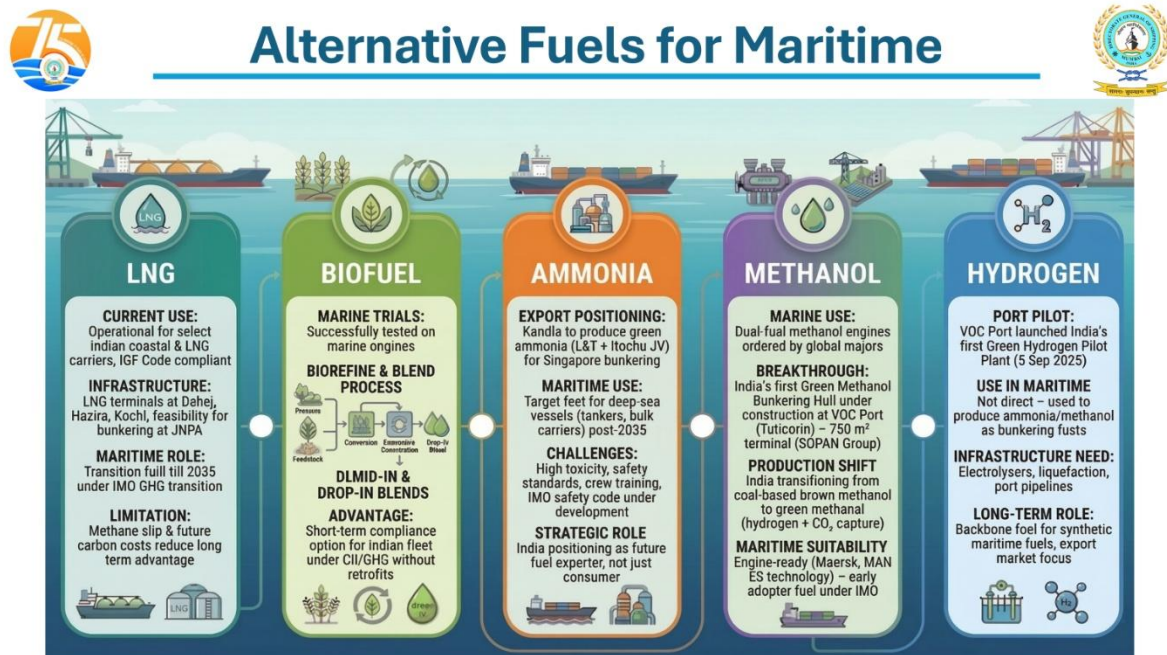 75
Alternative Fuels for Maritime
LNG
LNG
CURRENT USE:
Operational for select
indian coastal & LNG
carriers, IGF Code compliant
INFRASTRUCTURE:
LNG terminals at Dahej,
Hazira, Kochl, feasibility for
bunkering at JNPA
MARITIME ROLE:
Transition fuill till 2035
under IMO GHG transition
LIMITATION:
Methane slip & future
carbon costs reduce long
term advantage
LNG
BIOFUEL
MARINE TRIALS:
Successfully tested on
marine ongines
BIOREFINE & BLEND
PROCESS
Feedstock
Conversion
DLMID-IN &
DROP-IN BLENDS
ADVANTAGE:
Short-term compliance
option for Indian fleet
under CII/GHG without
retrofits
AMMONIA
EXPORT POSITIONING:
Kandla to produce green
ammonia (L&T + Itochu JV)
for Singapore bunkering
MARITIME USE:
Target feet for deep-sea
vessels (tankers, bulk
carriers) post-2035
CHALLENGES:
High toxicity, safety
standards, crew training,
IMO safety code under
development
STRATEGIC ROLE
India positioning as future
fuel experter, not just
consumer
METHANOL
MARINE USE:
Dual-fual methanol engines
ordered by global majors
BREAKTHROUGH:
India's first Green Methanol
Bunkering Hull under
construction at VOC Port
(Tuticorin) – 750 m²
terminal (SOPAN Group)
PRODUCTION SHIFT
India transifioning from
coal-based brown methanol
to green methanal
(hydrogen + CO₂ capture)
MARITIME SUITABILITY
Engine-ready (Maersk, MAN
ES technology) – early
adopter fuel under IMO
H₂
HYDROGEN
PORT PILOT:
VOC Port launched India's
first Green Hydrogen Pilot
Plant (5 Sep 2025)
USE IN MARITIME
Not direct – used to
produce ammonia/methanol
as bunkering fusts
INFRASTRUCTURE NEED:
Electrolysers, liquefaction,
port pipelines
LONG-TERM ROLE:
Backbone foel for synthetic
maritime fuels, export
market focus
H₂